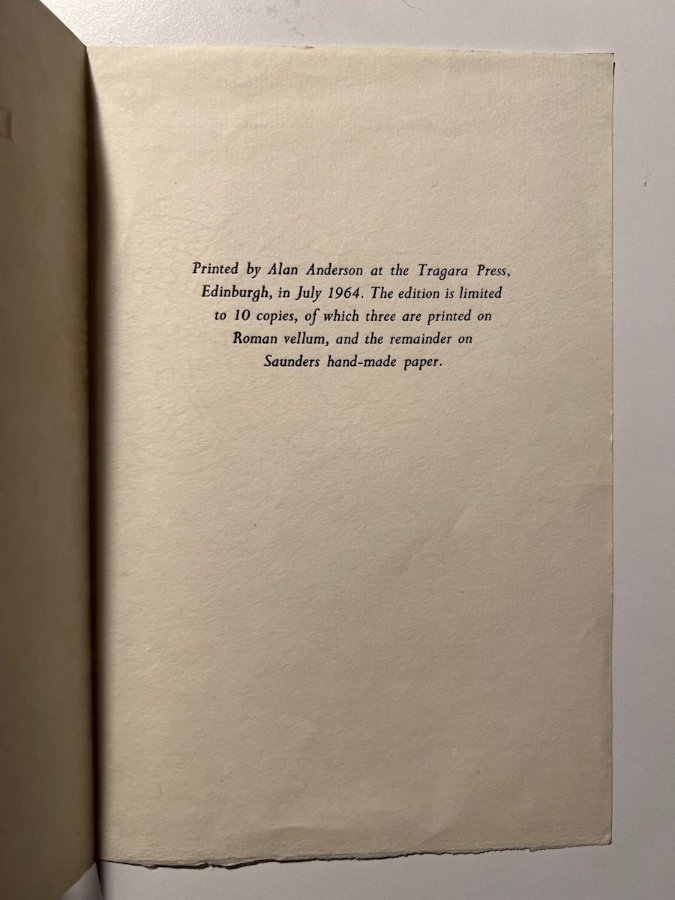 Printed by Alan Anderson at the Tragara Press,
Edinburgh, in July 1964. The edition is limited
to 10 copies, of which three are printed on
Roman vellum, and the remainder on
Saunders hand-made paper.